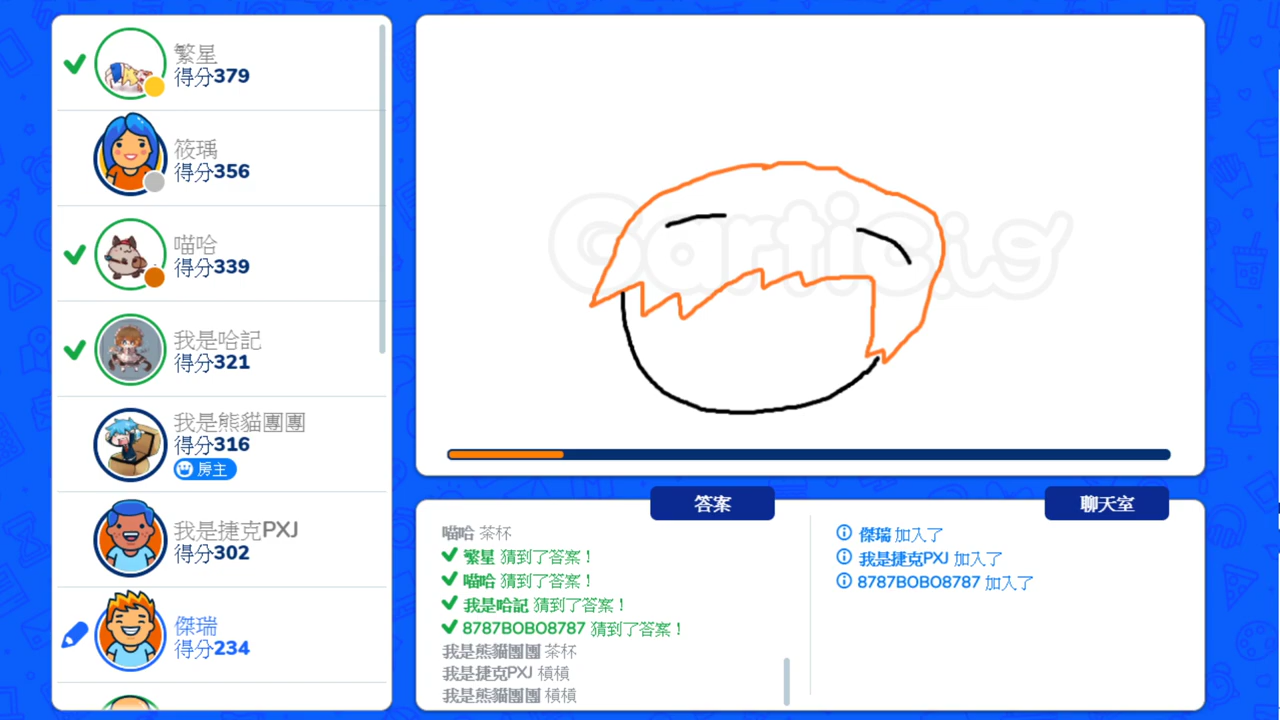 繁星
得分379
筱瑀
得分356
喵哈
得分339
我是哈記
得分321
我是熊貓團團
得分316
房主
我是捷克PXJ
得分302
傑瑞
得分234
Gartic.io
答案
喵哈 茶杯
繁星 猜到了答案！
喵哈 猜到了答案！
我是哈記 猜到了答案！
8787BOBO8787 猜到了答案！
我是熊貓團團 茶杯
我是捷克PXJ 槓槓
我是熊貓團團 槓槓
聊天室
傑瑞 加入了
我是捷克PXJ 加入了
8787BOBO8787 加入了